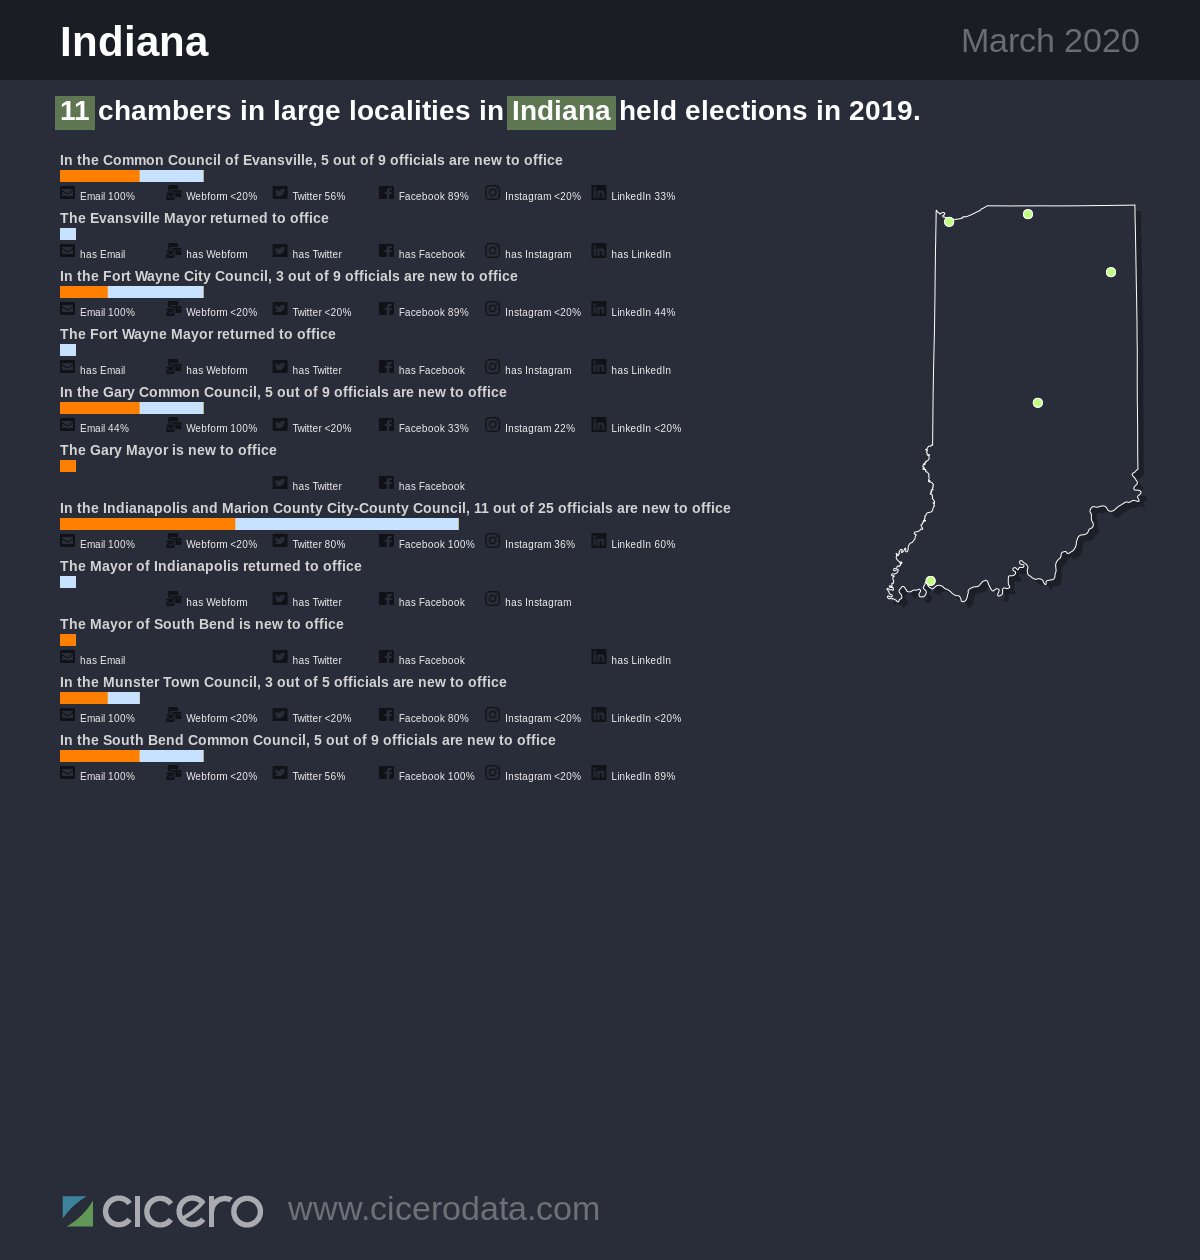 Indiana
March 2020
11 chambers in large localities in Indiana held elections in 2019.
In the Common Council of Evansville, 5 out of 9 officials are new to office
Email 100% Webform <20% Twitter 56% Facebook 89% Instagram <20% LinkedIn 33%
The Evansville Mayor returned to office
has Email has Webform has Twitter has Facebook has Instagram has LinkedIn
In the Fort Wayne City Council, 3 out of 9 officials are new to office
Email 100% Webform <20% Twitter <20% Facebook 89% Instagram <20% LinkedIn 44%
The Fort Wayne Mayor returned to office
has Email has Webform has Twitter has Facebook has Instagram has LinkedIn
In the Gary Common Council, 5 out of 9 officials are new to office
Email 44% Webform 100% Twitter <20% Facebook 33% Instagram 22% LinkedIn <20%
The Gary Mayor is new to office
has Twitter has Facebook
In the Indianapolis and Marion County City-County Council, 11 out of 25 officials are new to office
Email 100% Webform <20% Twitter 80% Facebook 100% Instagram 36% LinkedIn 60%
The Mayor of Indianapolis returned to office
has Webform has Twitter has Facebook has Instagram
The Mayor of South Bend is new to office
has Email has Twitter has Facebook has LinkedIn
In the Munster Town Council, 3 out of 5 officials are new to office
Email 100% Webform <20% Twitter <20% Facebook 80% Instagram <20% LinkedIn <20%
In the South Bend Common Council, 5 out of 9 officials are new to office
Email 100% Webform <20% Twitter 56% Facebook 100% Instagram <20% LinkedIn 89%
cicero www.cicerodata.com